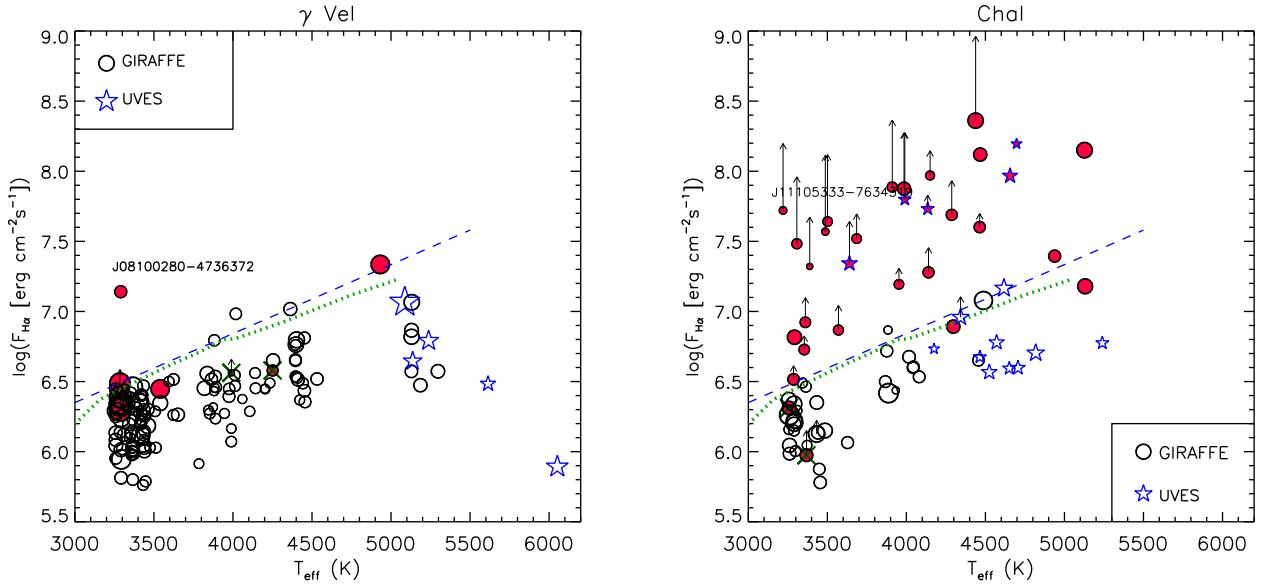 γ Vel
9.0
8.5
8.0
7.5
7.0
6.5
6.0
5.5
log(F_Hα [erg cm⁻²s⁻¹])
GIRAFFE
UVES
J08100280−4736372
3000 3500 4000 4500 5000 5500 6000
T_eff (K)
ChaI
9.0
8.5
8.0
7.5
7.0
6.5
6.0
5.5
log(F_Hα [erg cm⁻²s⁻¹])
GIRAFFE
UVES
3000 3500 4000 4500 5000 5500 6000
T_eff (K)